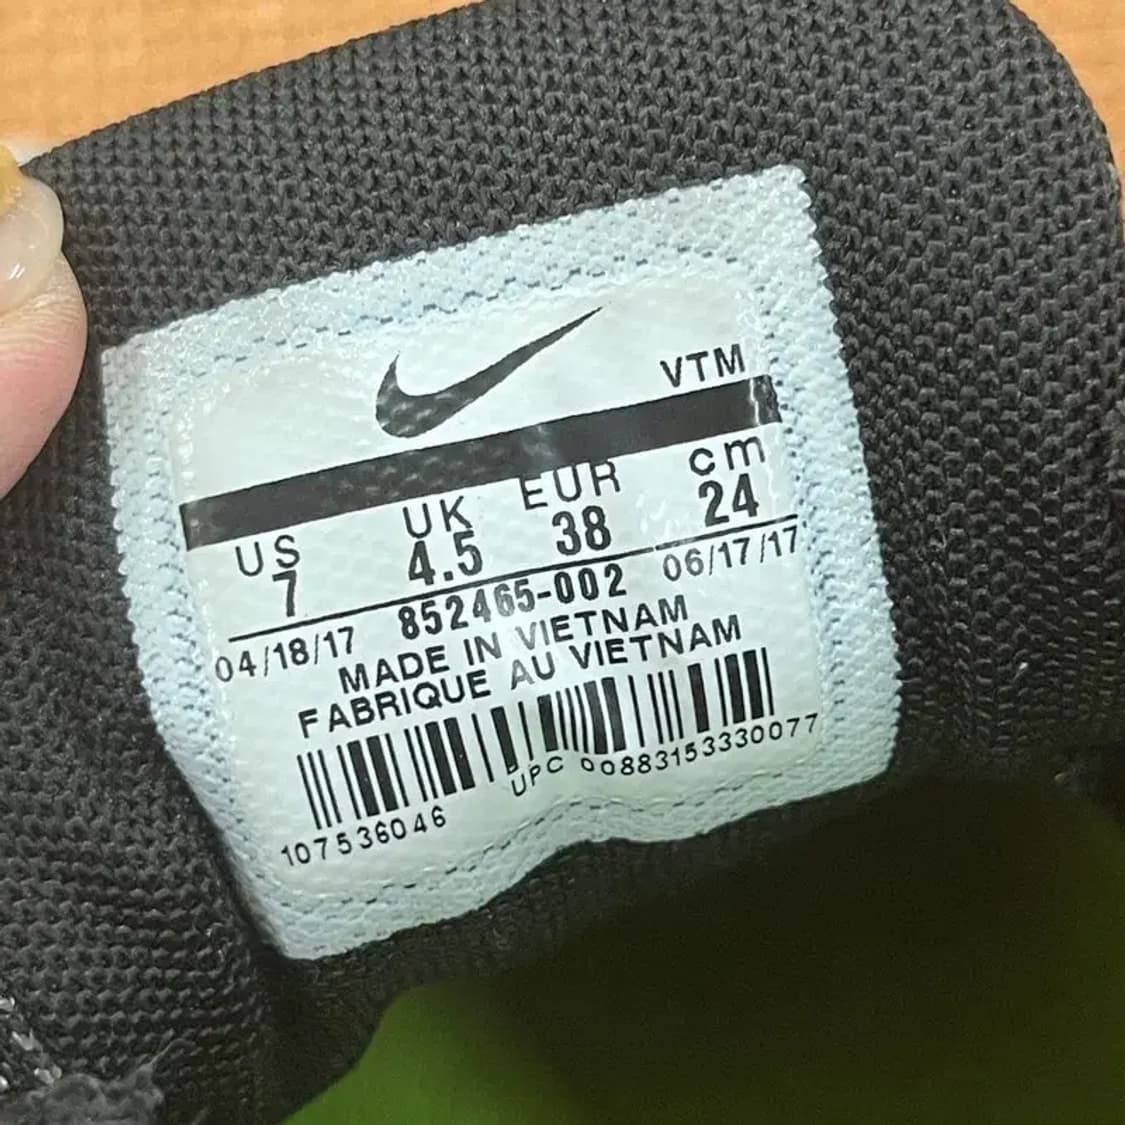 VTM
US UK EUR cm
7 4.5 38 24
04/18/17 852465-002 06/17/17
MADE IN VIETNAM
FABRIQUE AU VIETNAM
UPC 00883153330077
107536046